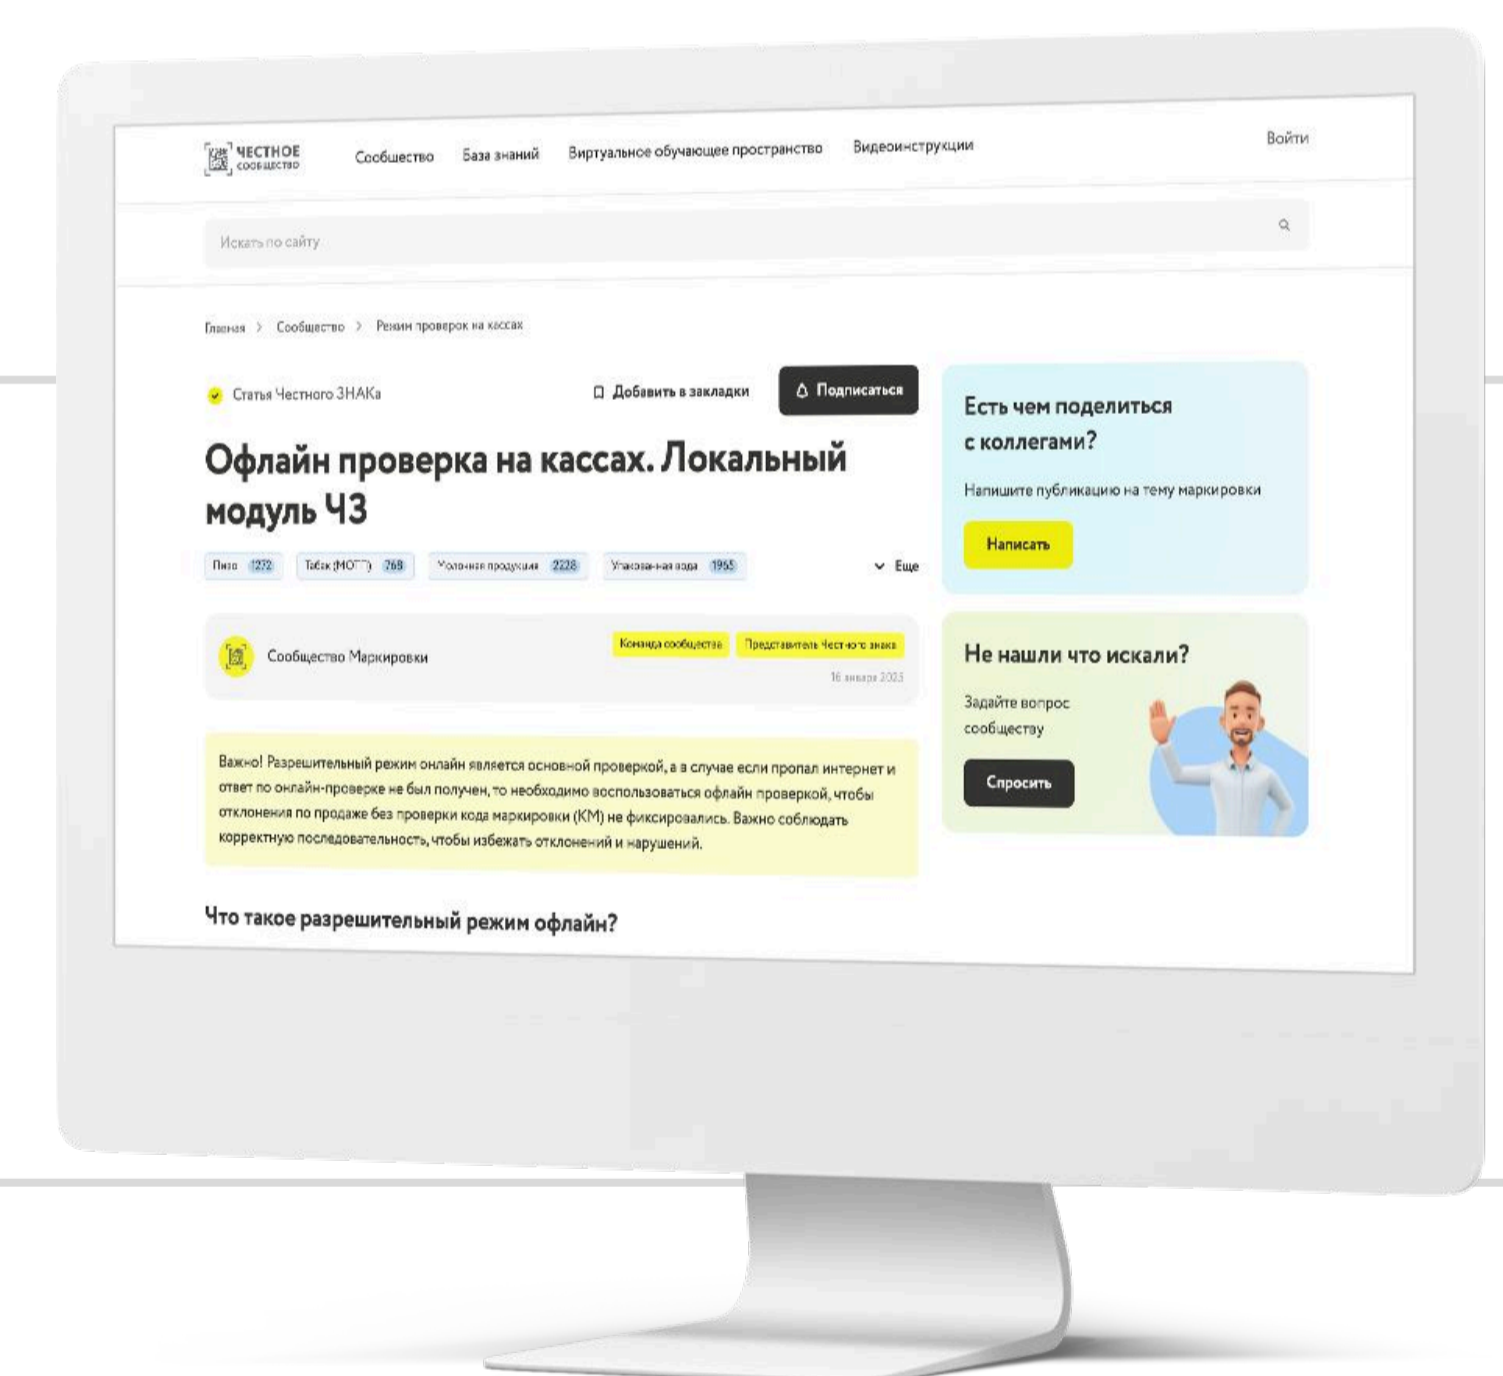 ЧЕСТНОЕ
СООБЩЕСТВО
Сообщество База знаний Виртуальное обучающее пространство Видеоинструкции Войти
Искать по сайту
Главная > Сообщество > Режим проверок на кассах
Статья Честного ЗНАКа
Добавить в закладки
Подписаться
Офлайн проверка на кассах. Локальный
модуль ЧЗ
Пиво 1272 Табак (МОТП) 768 Молочная продукция 2228 Упакованная вода 1965 Еще
Сообщество Маркировки
Команда сообщества Представитель Честного знака
16 января 2025
Важно! Разрешительный режим онлайн является основной проверкой, а в случае если пропал интернет и
ответ по онлайн-проверке не был получен, то необходимо воспользоваться офлайн проверкой, чтобы
отклонения по продаже без проверки кода маркировки (КМ) не фиксировались. Важно соблюдать
корректную последовательность, чтобы избежать отклонений и нарушений.
Что такое разрешительный режим офлайн?
Есть чем поделиться
с коллегами?
Напишите публикацию на тему маркировки
Написать
Не нашли что искали?
Задайте вопрос
сообществу
Спросить